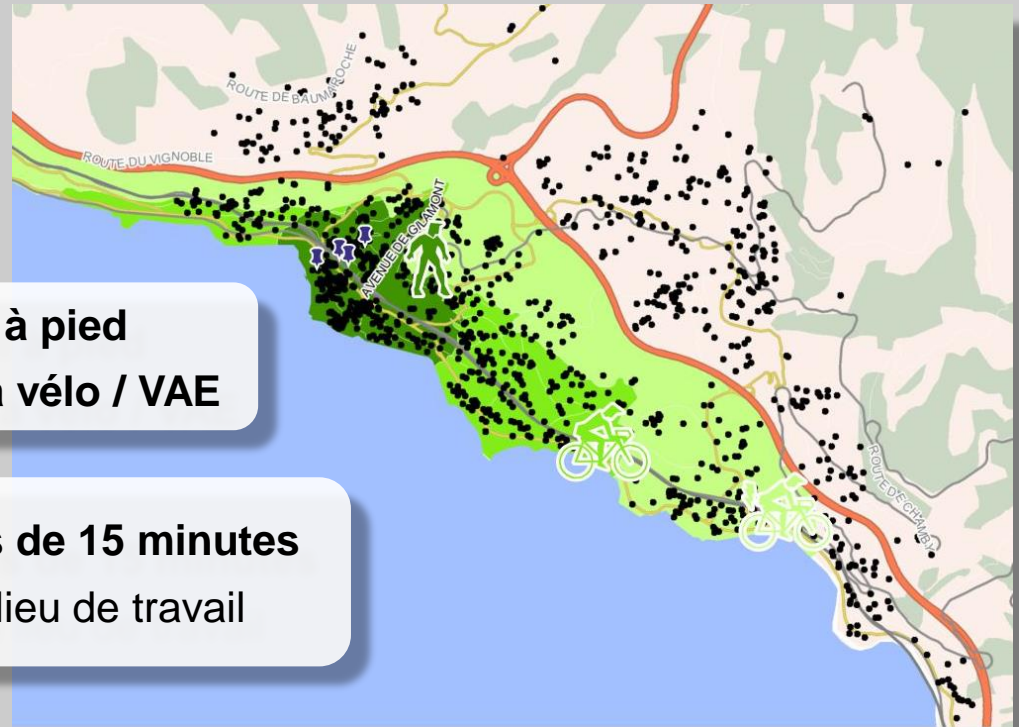 ROUTE DE BAUMAROCHE
ROUTE DU VIGNOBLE
AVENUE DE GILAMONT
à pied
vélo / VAE
de 15 minutes
lieu de travail
ROUTE DE CHAMBY